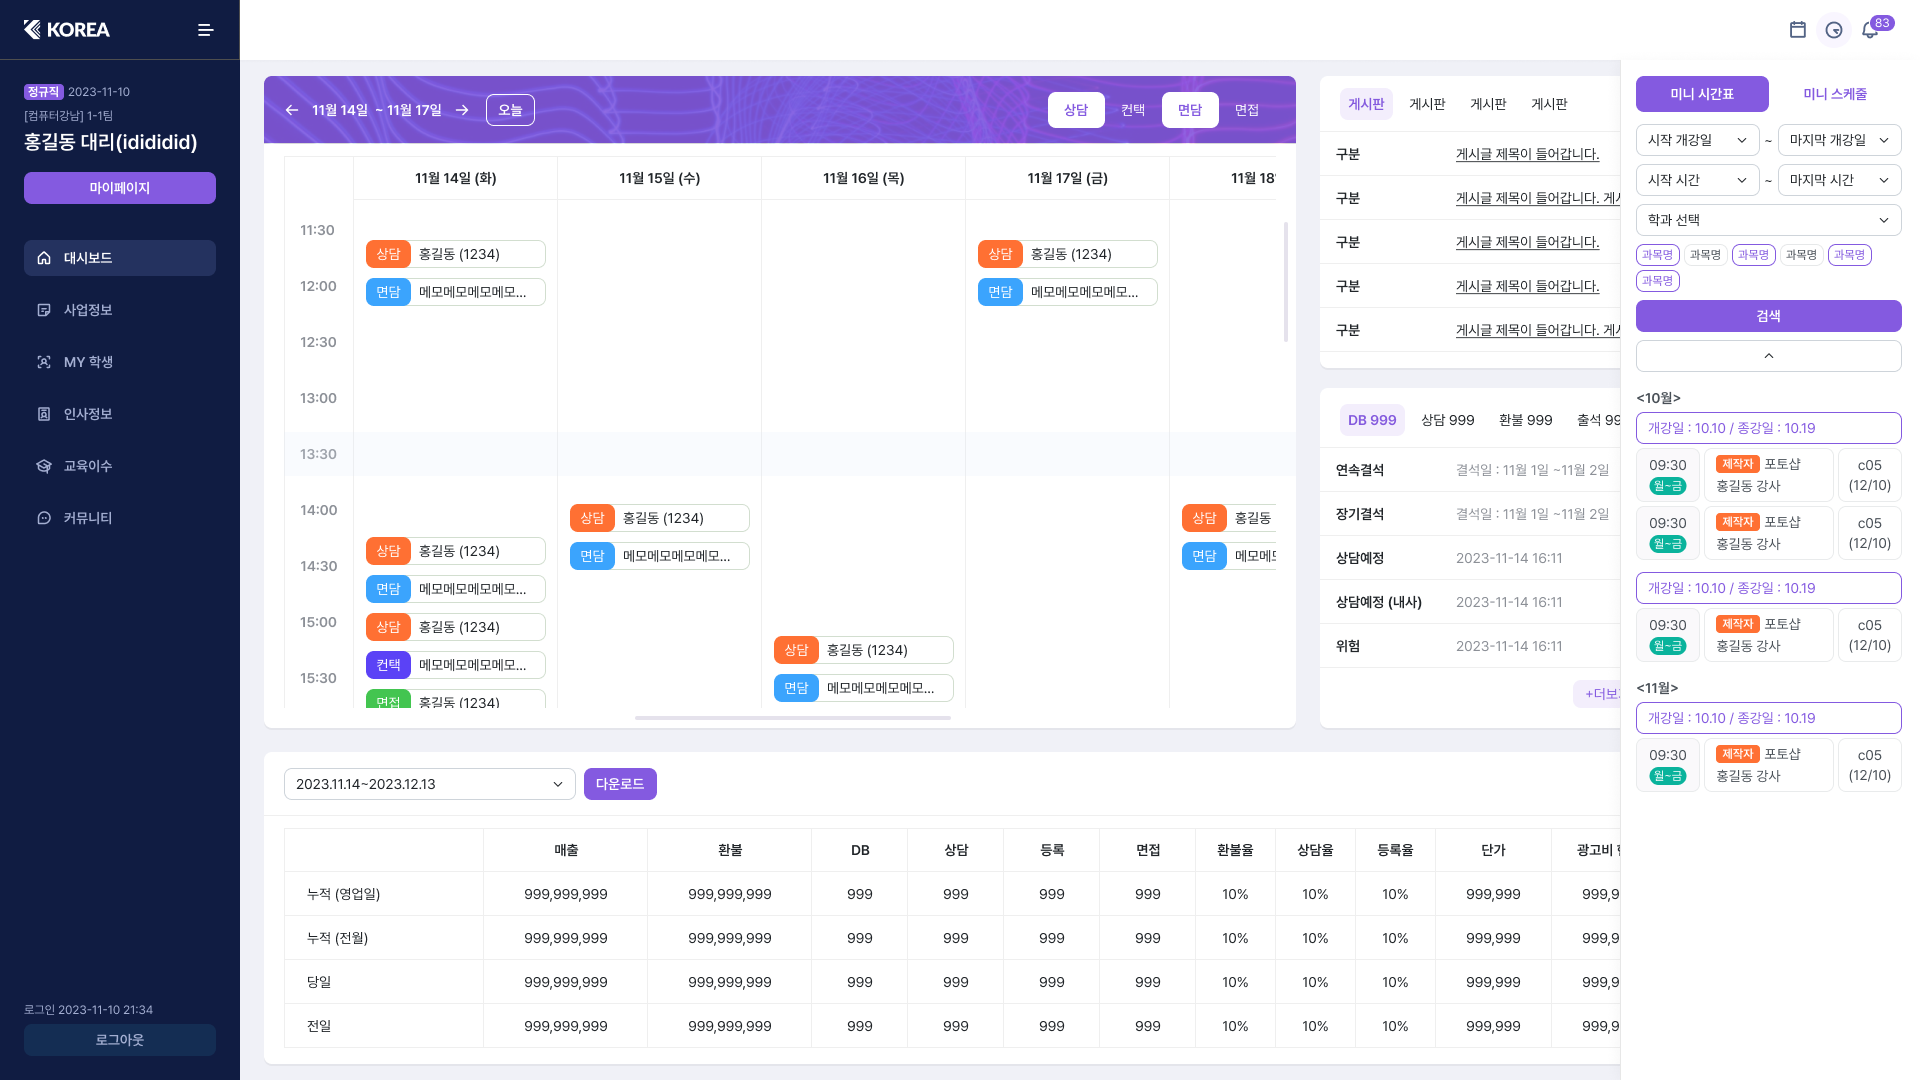 KOREA
83
정규직 2023-11-10
[컴퓨터강남] 1-1팀
홍길동 대리(idididid)
마이페이지
대시보드
사업정보
MY 학생
인사정보
교육이수
커뮤니티
로그인 2023-11-10 21:34
로그아웃
11월 14일 ~ 11월 17일
오늘
상담 컨택 면담 면접
11월 14일 (화) 11월 15일 (수) 11월 16일 (목) 11월 17일 (금) 11월 18
11:30
상담 홍길동 (1234) 상담 홍길동 (1234)
12:00
면담 메모메모메모메모... 면담 메모메모메모메모...
12:30
13:00
13:30
14:00
상담 홍길동 (1234) 상담 홍길동
면담 메모메모메모메모... 면담
상담 홍길동 (1234)
14:30
면담 메모메모메모메모...
15:00
상담 홍길동 (1234)
상담 홍길동 (1234)
컨택 메모메모메모메모...
15:30
면담 메모메모메모메모...
면접 홍길동 (1234)
게시판 게시판 게시판 게시판
구분 게시글 제목이 들어갑니다.
구분 게시글 제목이 들어갑니다. 게시
구분 게시글 제목이 들어갑니다.
구분 게시글 제목이 들어갑니다.
구분 게시글 제목이 들어갑니다. 게시
DB 999 상담 999 환불 999 출석 99
연속결석 결석일 : 11월 1일 ~11월 2일
장기결석 결석일 : 11월 1일 ~11월 2일
상담예정 2023-11-14 16:11
상담예정 (내사) 2023-11-14 16:11
위험 2023-11-14 16:11
+더보
2023.11.14~2023.12.13 다운로드
매출 환불 DB 상담 등록 면접 환불율 상담율 등록율 단가 광고비
누적 (영업일) 999,999,999 999,999,999 999 999 999 999 10% 10% 10% 999,999 999,9
누적 (전월) 999,999,999 999,999,999 999 999 999 999 10% 10% 10% 999,999 999,9
당일 999,999,999 999,999,999 999 999 999 999 10% 10% 10% 999,999 999,9
전일 999,999,999 999,999,999 999 999 999 999 10% 10% 10% 999,999 999,9
미니 시간표 미니 스케줄
시작 개강일 ~ 마지막 개강일
시작 시간 ~ 마지막 시간
학과 선택
과목명 과목명 과목명 과목명 과목명
과목명
검색
<10월>
개강일 : 10.10 / 종강일 : 10.19
09:30 제작자 포토샵 c05
월~금 홍길동 강사 (12/10)
09:30 제작자 포토샵 c05
월~금 홍길동 강사 (12/10)
개강일 : 10.10 / 종강일 : 10.19
09:30 제작자 포토샵 c05
월~금 홍길동 강사 (12/10)
<11월>
개강일 : 10.10 / 종강일 : 10.19
09:30 제작자 포토샵 c05
월~금 홍길동 강사 (12/10)